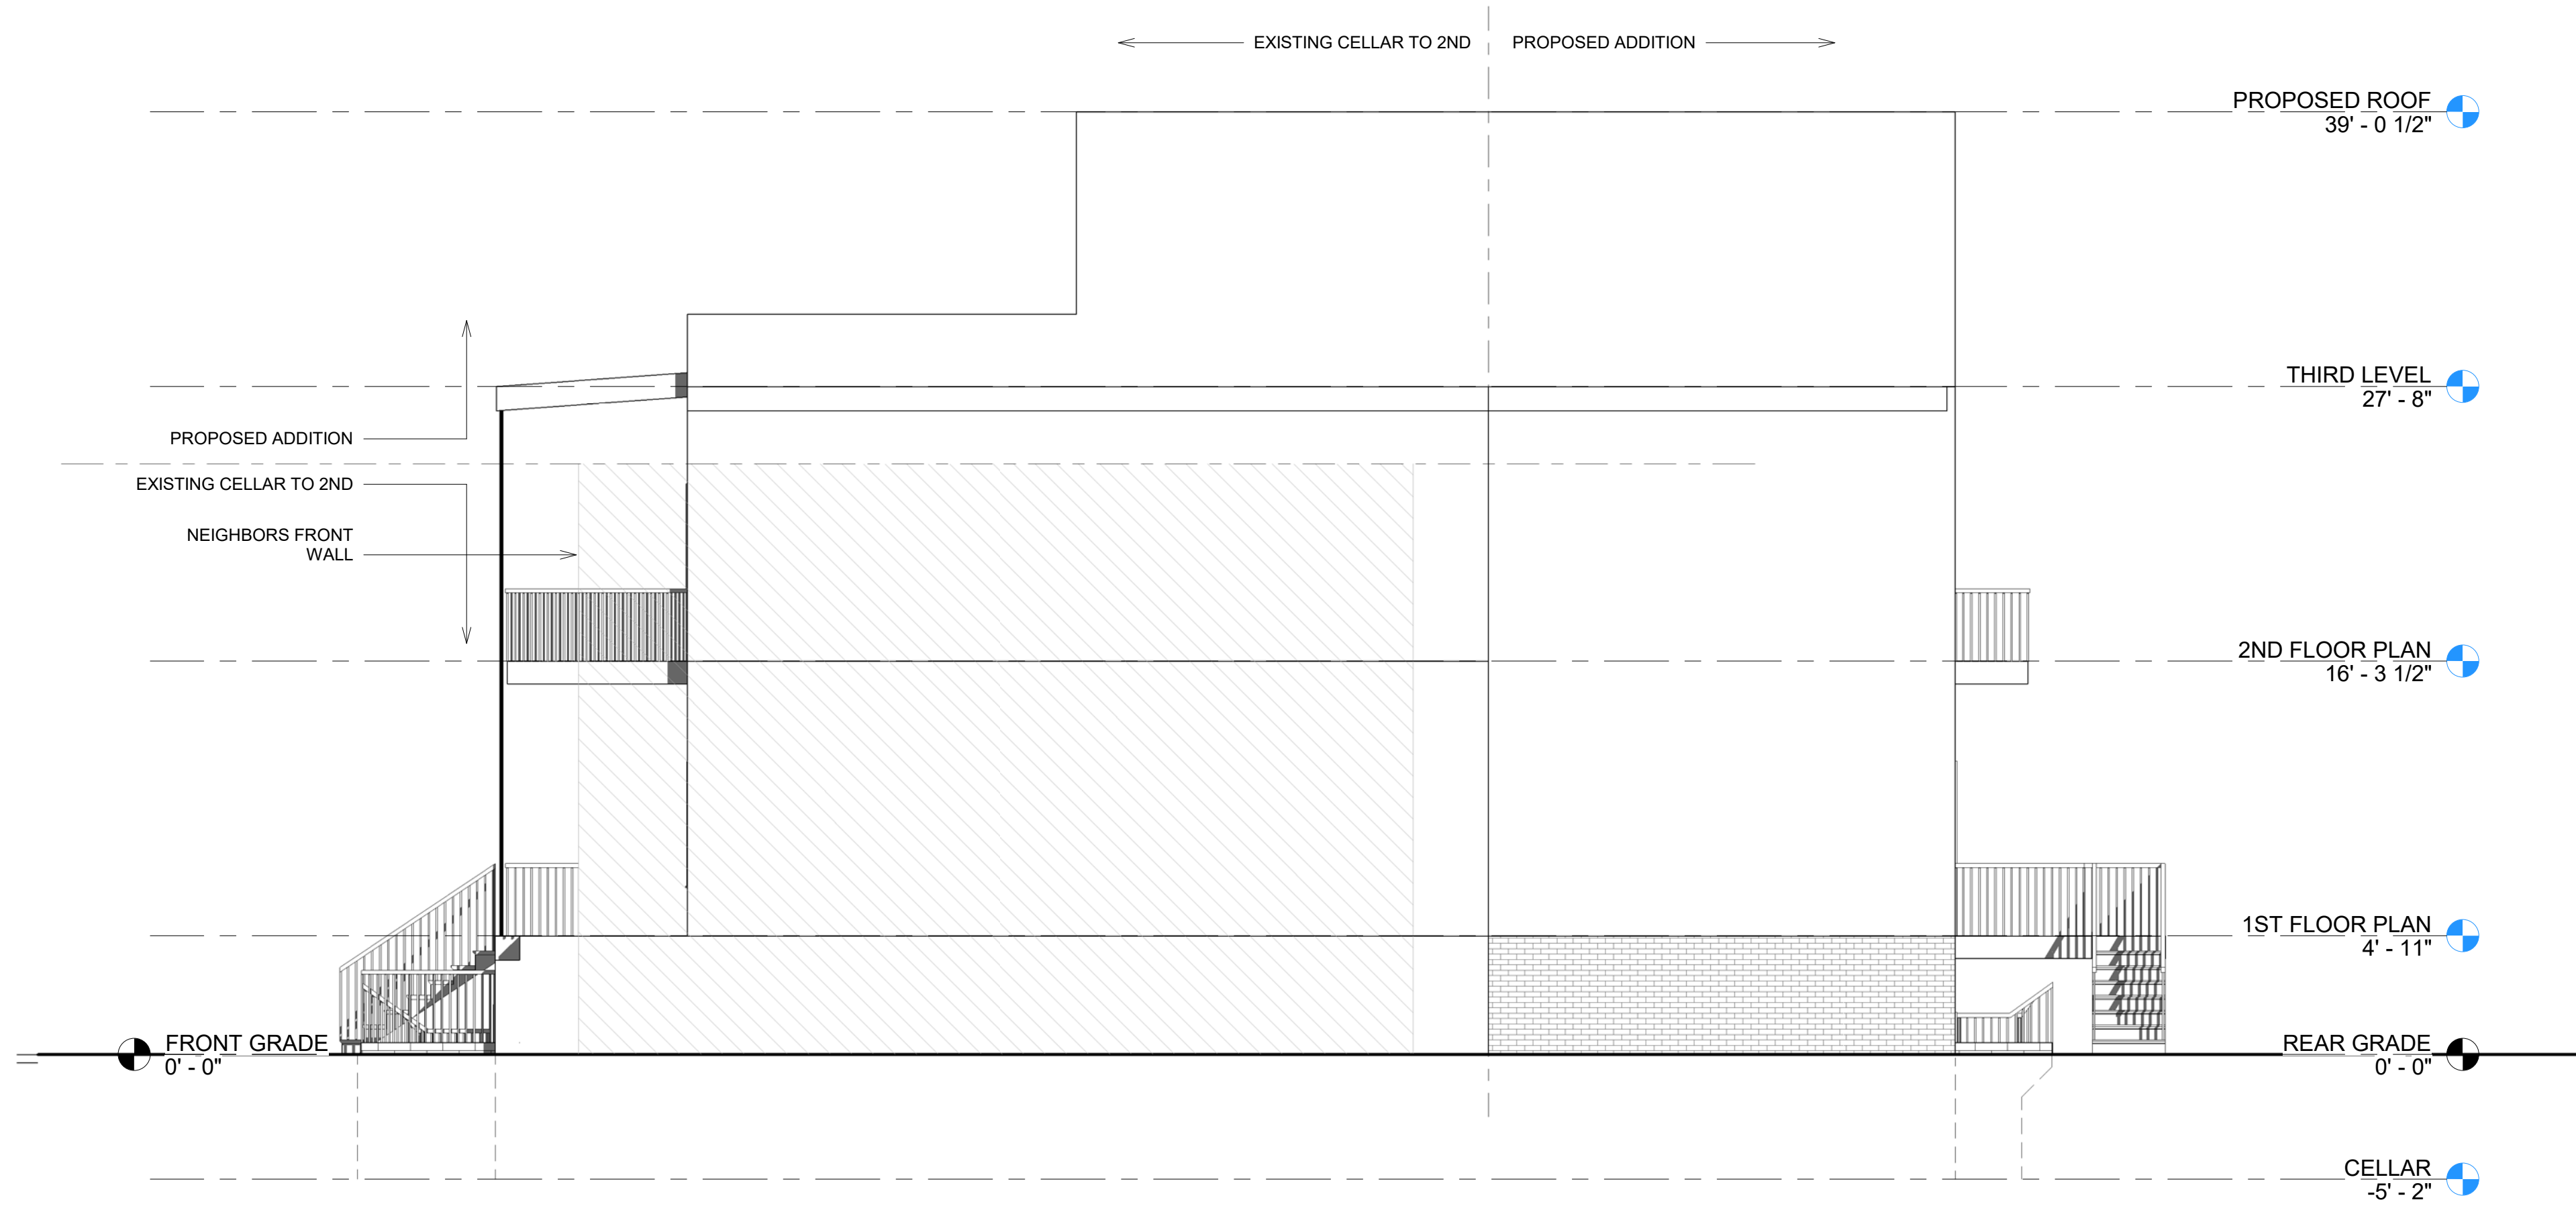 EXISTING CELLAR TO 2ND
PROPOSED ADDITION
PROPOSED ROOF
39' - 0 1/2"
THIRD LEVEL
27' - 8"
PROPOSED ADDITION
EXISTING CELLAR TO 2ND
NEIGHBORS FRONT
WALL
2ND FLOOR PLAN
16' - 3 1/2"
1ST FLOOR PLAN
4' - 11"
FRONT GRADE
0' - 0"
REAR GRADE
0' - 0"
CELLAR
-5' - 2"